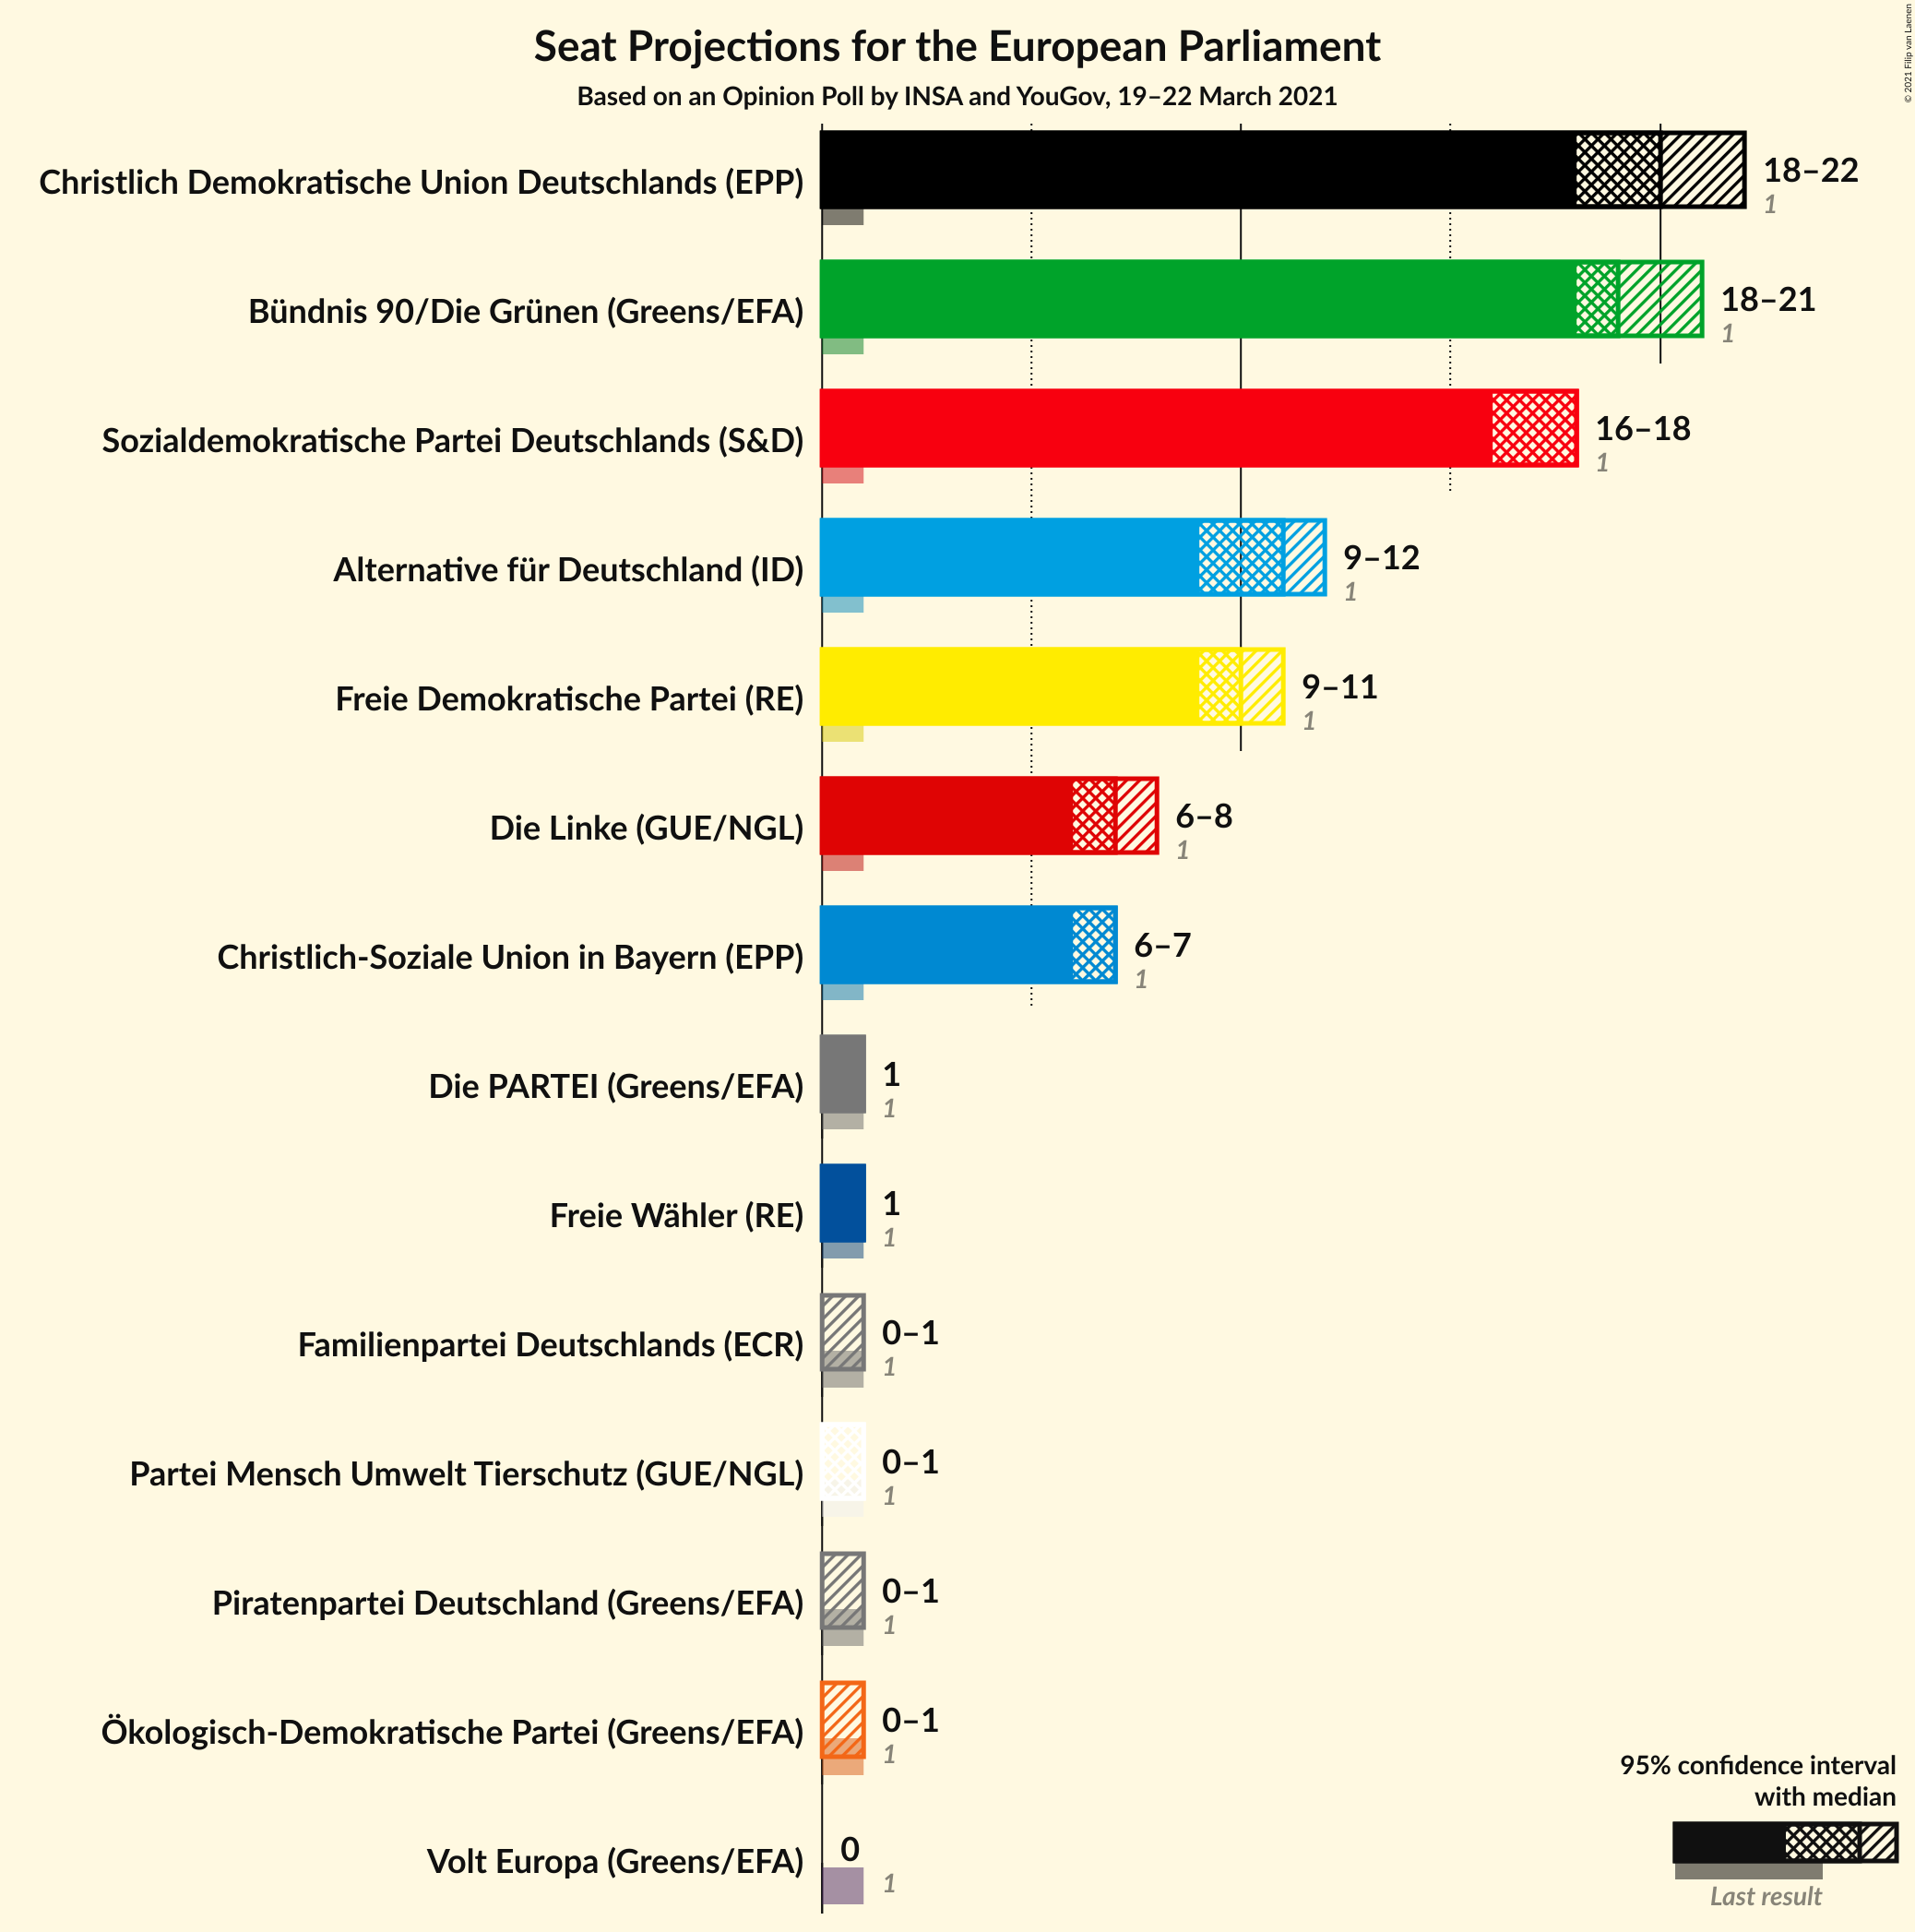 Seat Projections for the European Parliament
Based on an Opinion Poll by INSA and YouGov, 19–22 March 2021
© 2021 Filip van Laenen
Christlich Demokratische Union Deutschlands (EPP)
18–22
1
Bündnis 90/Die Grünen (Greens/EFA)
18–21
1
Sozialdemokratische Partei Deutschlands (S&D)
16–18
1
Alternative für Deutschland (ID)
9–12
1
Freie Demokratische Partei (RE)
9–11
1
Die Linke (GUE/NGL)
6–8
1
Christlich-Soziale Union in Bayern (EPP)
6–7
1
Die PARTEI (Greens/EFA)
1
1
Freie Wähler (RE)
1
1
Familienpartei Deutschlands (ECR)
0–1
1
Partei Mensch Umwelt Tierschutz (GUE/NGL)
0–1
1
Piratenpartei Deutschland (Greens/EFA)
0–1
1
Ökologisch-Demokratische Partei (Greens/EFA)
0–1
1
Volt Europa (Greens/EFA)
0
1
95% confidence interval
with median
Last result